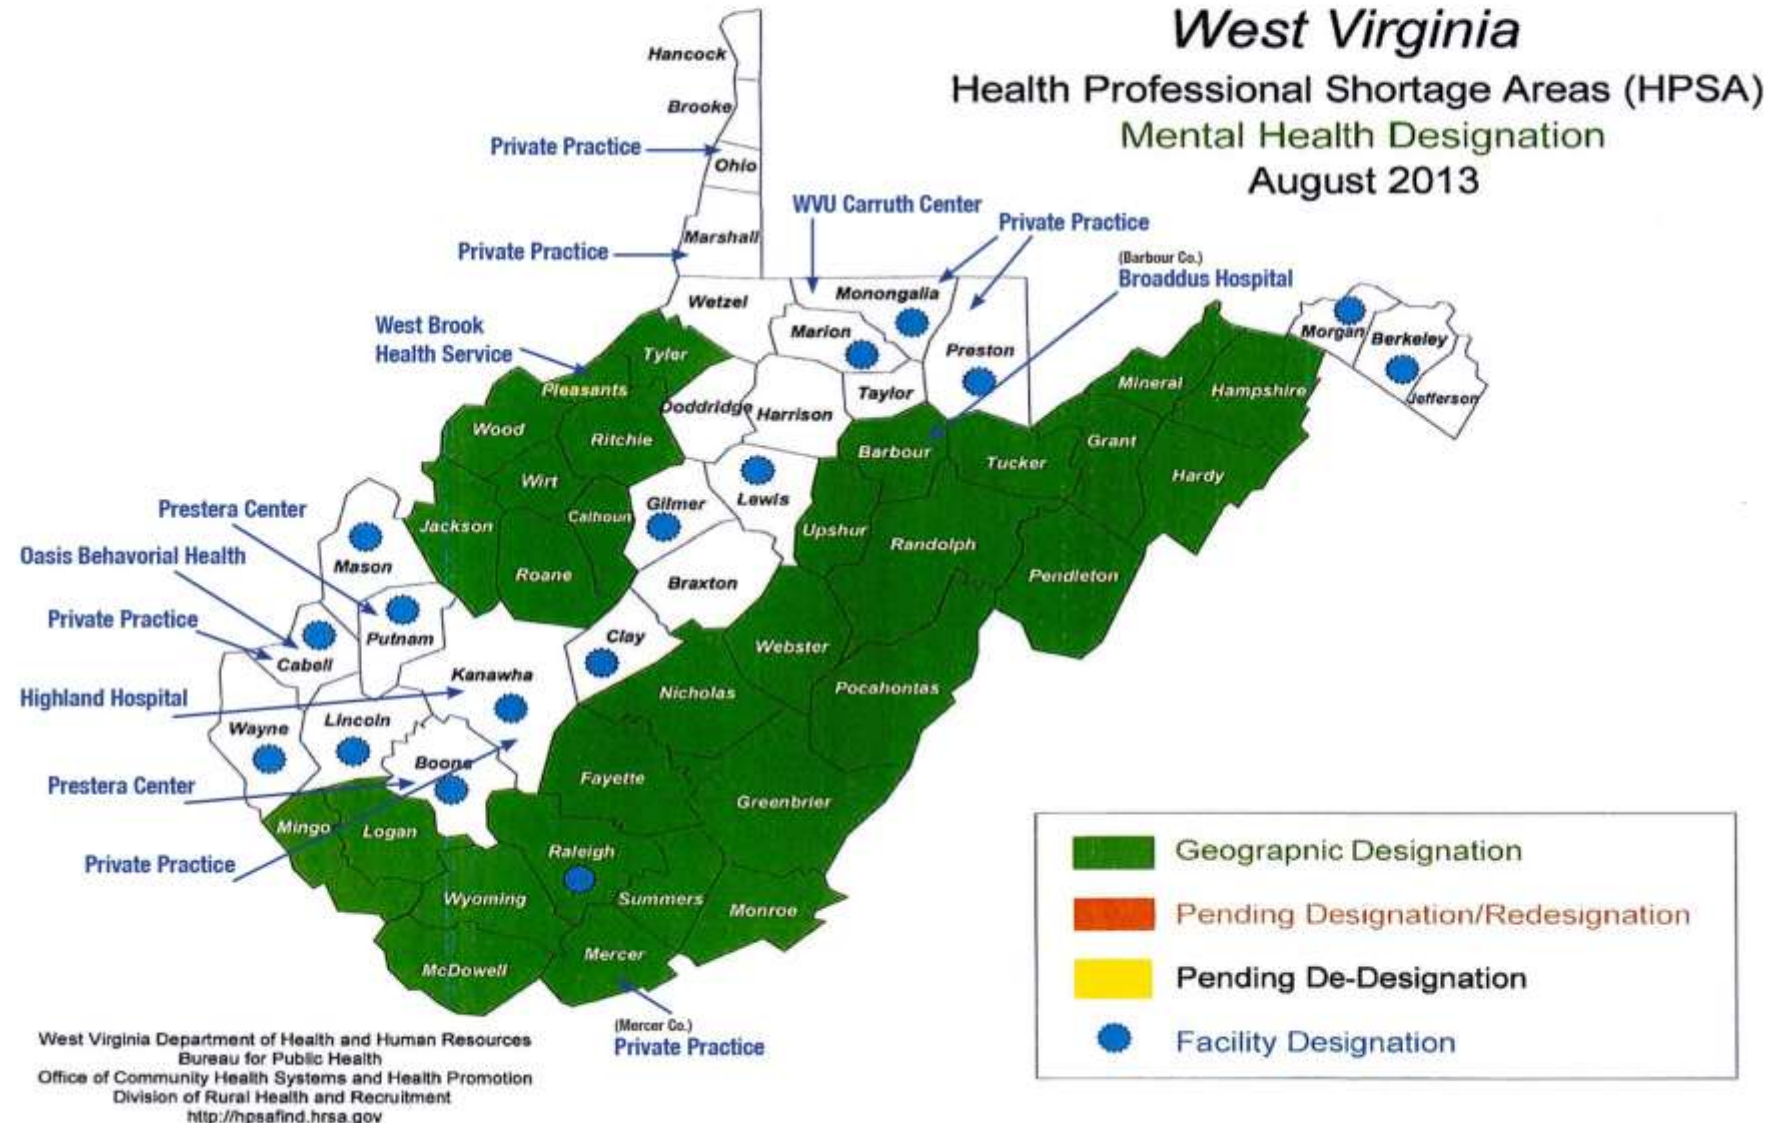 West Virginia
Health Professional Shortage Areas (HPSA)
Mental Health Designation
August 2013
Hancock
Brooke
Private Practice
Ohio
WVU Carruth Center
Private Practice
Marshall
Private Practice
(Barbour Co.)
Broaddus Hospital
Wetzel
Monongalia
Marion
Morgan
Berkeley
West Brook
Health Service
Tyler
Preston
Pleasants
Taylor
Mineral
Hampshire
Jefferson
Doddridge
Harrison
Wood
Ritchie
Barbour
Tucker
Grant
Hardy
Wirt
Lewis
Gilmer
Calhoun
Jackson
Upshur
Randolph
Prestera Center
Oasis Behavorial Health
Mason
Roane
Braxton
Pendleton
Private Practice
Putnam
Clay
Webster
Cabell
Kanawha
Nicholas
Pocahontas
Highland Hospital
Wayne
Lincoln
Boone
Fayette
Greenbrier
Prestera Center
Mingo
Logan
Raleigh
Private Practice
Wyoming
Summers
Monroe
McDowell
Mercer
(Mercer Co.)
Private Practice
Geographic Designation
Pending Designation/Redesignation
Pending De-Designation
Facility Designation
West Virginia Department of Health and Human Resources
Bureau for Public Health
Office of Community Health Systems and Health Promotion
Division of Rural Health and Recruitment
http://hpsafind.hrsa.gov